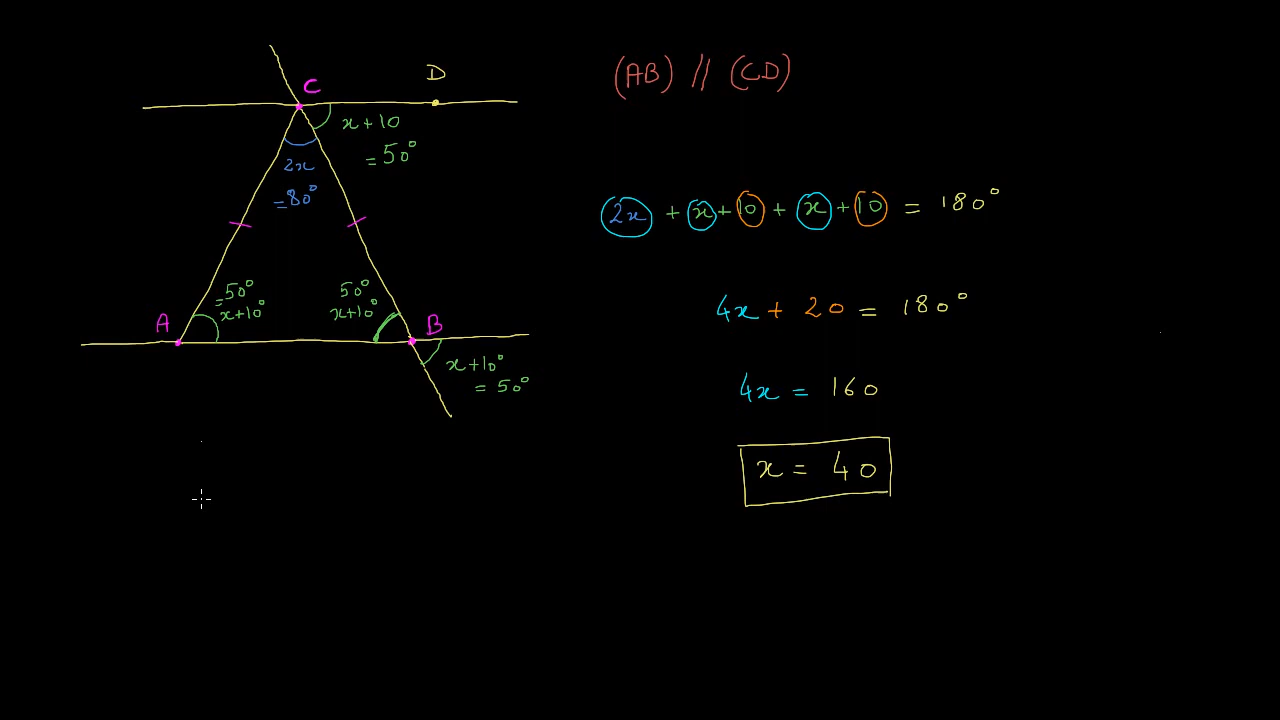 C
D
x+10
= 50°
2x
= 80°
= 50°
x+10°
50°
x+10°
A
B
x+10°
= 50°
(AB) // (CD)
2x + x + 10 + x + 10 = 180°
4x + 20 = 180°
4x = 160
x = 40